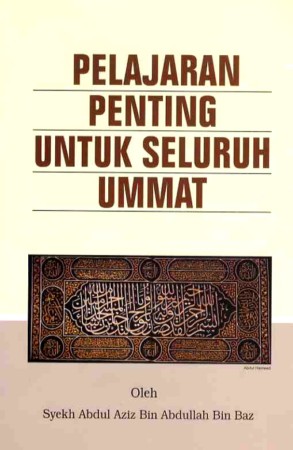 PELAJARAN
PENTING
UNTUK SELURUH
UMMAT
Oleh
Syekh Abdul Aziz Bin Abdullah Bin Baz